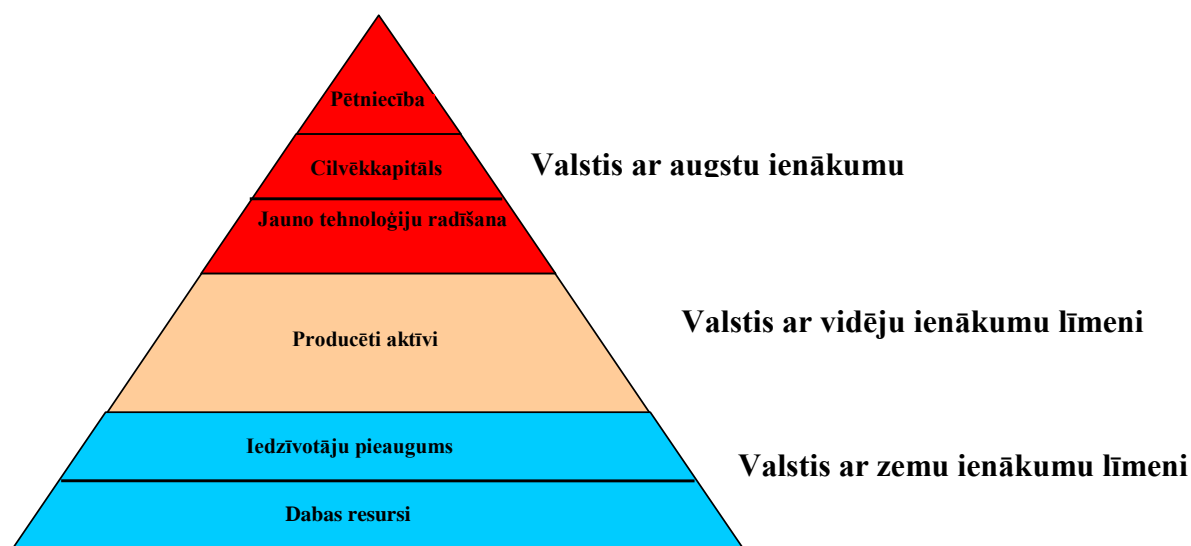 Pētniecība
Cilvēkkapitāls
Valstis ar augstu ienākumu
Jauno tehnoloģiju radīšana
Producēti aktīvi
Valstis ar vidēju ienākumu līmeni
Iedzīvotāju pieaugums
Valstis ar zemu ienākumu līmeni
Dabas resursi